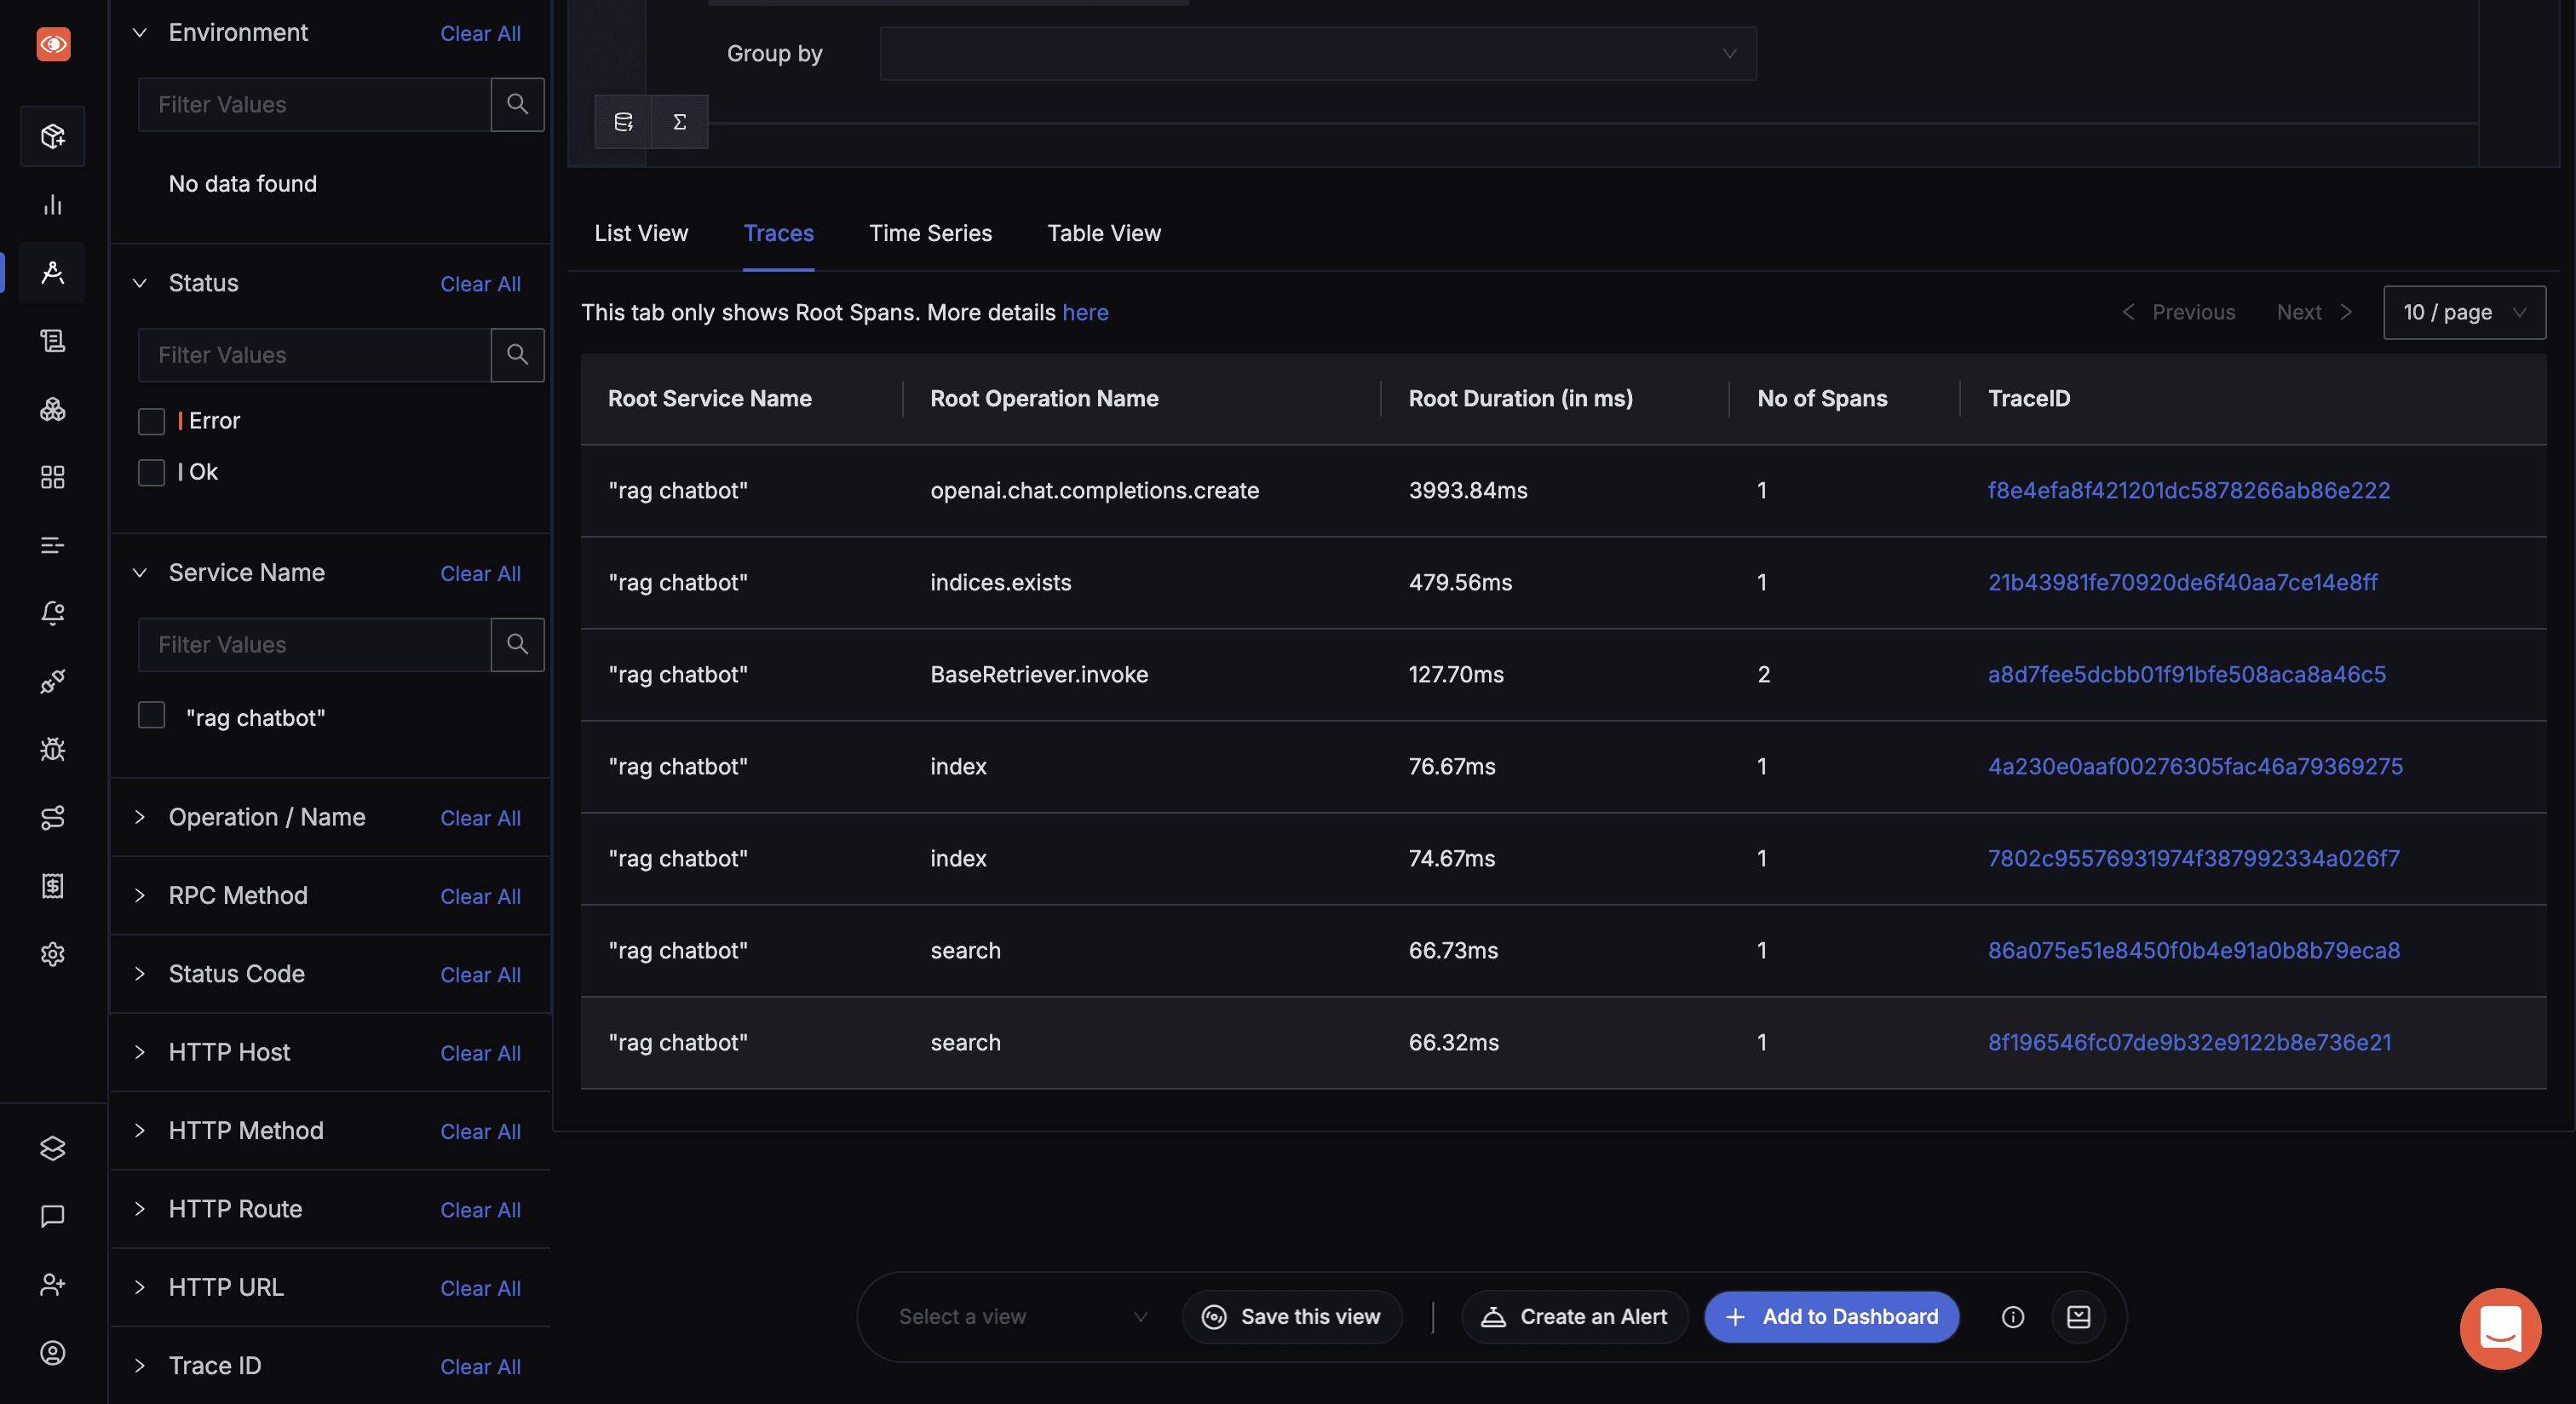 Environment Clear All
Filter Values
No data found
Status Clear All
Filter Values
Error
Ok
Service Name Clear All
Filter Values
"rag chatbot"
Operation / Name Clear All
RPC Method Clear All
Status Code Clear All
HTTP Host Clear All
HTTP Method Clear All
HTTP Route Clear All
HTTP URL Clear All
Trace ID Clear All
Group by
Σ
List View Traces Time Series Table View
This tab only shows Root Spans. More details here
Previous Next 10 / page
Root Service Name Root Operation Name Root Duration (in ms) No of Spans TraceID
"rag chatbot" openai.chat.completions.create 3993.84ms 1 f8e4efa8f421201dc5878266ab86e222
"rag chatbot" indices.exists 479.56ms 1 21b43981fe70920de6f40aa7ce14e8ff
"rag chatbot" BaseRetriever.invoke 127.70ms 2 a8d7fee5dcbb01f91bfe508aca8a46c5
"rag chatbot" index 76.67ms 1 4a230e0aaf00276305fac46a79369275
"rag chatbot" index 74.67ms 1 7802c95576931974f387992334a026f7
"rag chatbot" search 66.73ms 1 86a075e51e8450f0b4e91a0b8b79eca8
"rag chatbot" search 66.32ms 1 8f196546fc07de9b32e9122b8e736e21
Select a view Save this view Create an Alert + Add to Dashboard